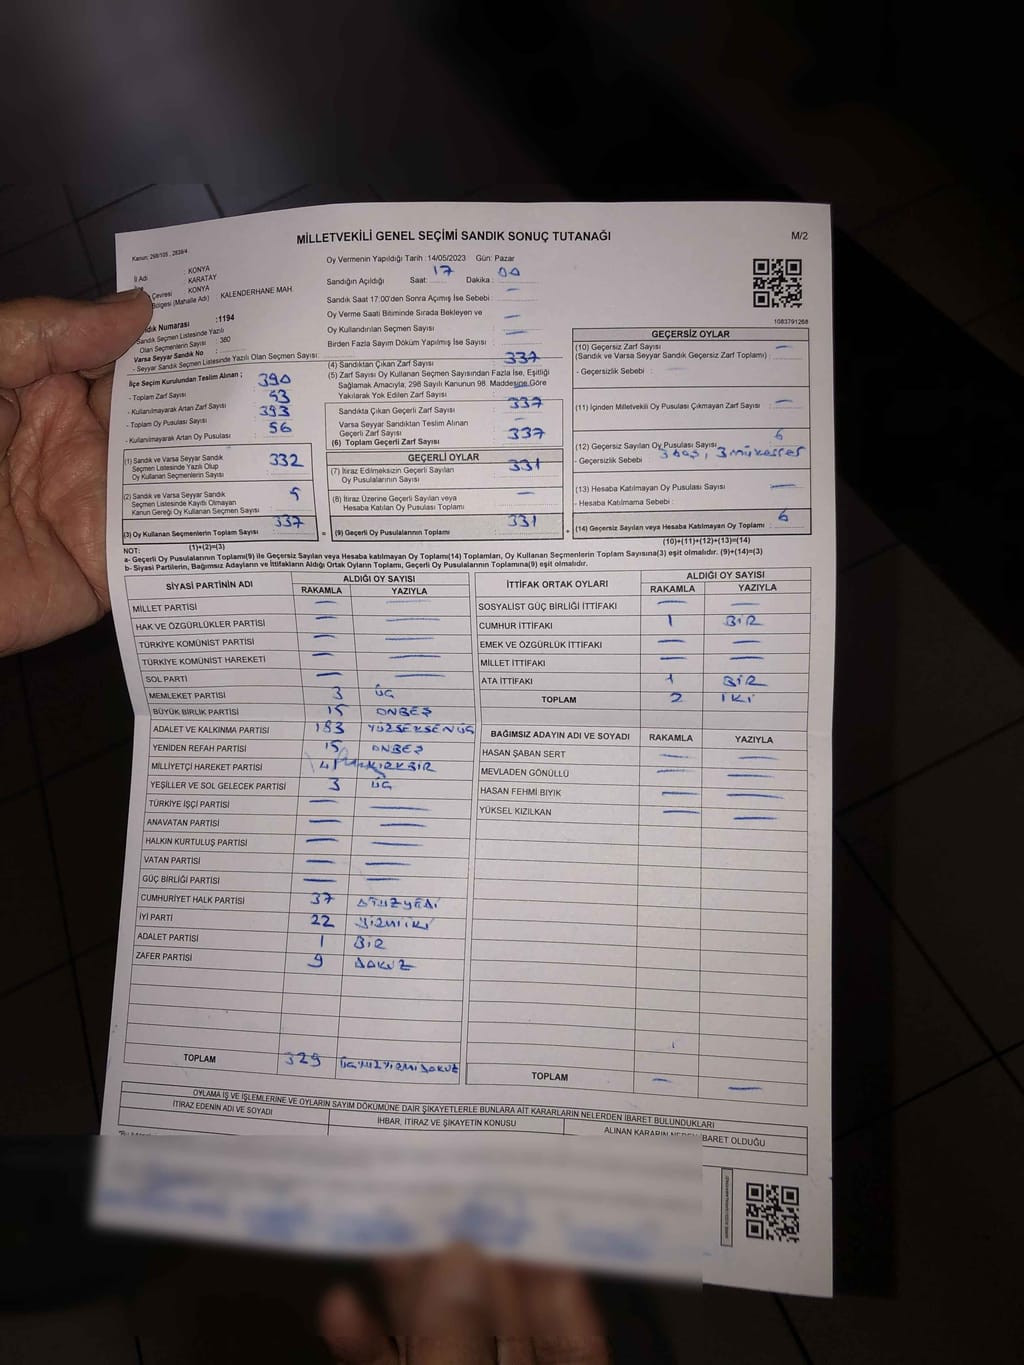 MİLLETVEKİLİ GENEL SEÇİMİ SANDIK SONUÇ TUTANAĞI
M/2
Kanun; 298/105 , 2839/4
İl Adı : KONYA
: KARATAY
Çevresi : KONYA
Bölgesi (Mahalle Adı) : KALENDERHANE MAH.
dık Numarası :1194
Sandık Seçmen Listesinde Yazılı
Olan Seçmenlerin Sayısı : 380
Varsa Seyyar Sandık No :
- Seyyar Sandık Seçmen Listesinde Yazılı Olan Seçmen Sayısı:
İlçe Seçim Kurulundan Teslim Alınan ;
- Toplam Zarf Sayısı : 390
- Kullanılmayarak Artan Zarf Sayısı : 53
- Toplam Oy Pusulası Sayısı : 393
- Kullanılmayarak Artan Oy Pusulası : 56
(1) Sandık ve Varsa Seyyar Sandık
Seçmen Listesinde Yazılı Olup
Oy Kullanan Seçmenlerin Sayısı 332
(2) Sandık ve Varsa Seyyar Sandık
Seçmen Listesinde Kayıtlı Olmayan
Kanun Gereği Oy Kullanan Seçmen Sayısı : 5
(3) Oy Kullanan Seçmenlerin Toplam Sayısı 337
(1)+(2)=(3)
Oy Vermenin Yapıldığı Tarih : 14/05/2023 Gün: Pazar
Sandığın Açıldığı Saat: 17 Dakika : 00
Sandık Saat 17:00'den Sonra Açımış İse Sebebi : —
Oy Verme Saati Bitiminde Sırada Bekleyen ve
Oy Kullandırılan Seçmen Sayısı : —
Birden Fazla Sayım Döküm Yapılmış İse Sayısı : —
(4) Sandıktan Çıkan Zarf Sayısı : 337
(5) Zarf Sayısı Oy Kullanan Seçmen Sayısından Fazla İse, Eşitliği
Sağlamak Amacıyla, 298 Sayılı Kanunun 98. Maddesine Göre
Yakılarak Yok Edilen Zarf Sayısı : —
Sandıkta Çıkan Geçerli Zarf Sayısı : 337
Varsa Seyyar Sandıktan Teslim Alınan
Geçerli Zarf Sayısı : —
(6) Toplam Geçerli Zarf Sayısı : 337
GEÇERLİ OYLAR
(7) İtiraz Edilmeksizin Geçerli Sayılan
Oy Pusulalarının Sayısı : 331
(8) İtiraz Üzerine Geçerli Sayılan veya
Hesaba Katılan Oy Pusulası Toplamı : —
= (9) Geçerli Oy Pusulalarının Toplamı : 331
1083791268
GEÇERSİZ OYLAR
(10) Geçersiz Zarf Sayısı
(Sandık ve Varsa Seyyar Sandık Geçersiz Zarf Toplamı) : —
- Geçersizlik Sebebi :
(11) İçinden Milletvekili Oy Pusulası Çıkmayan Zarf Sayısı : —
(12) Geçersiz Sayılan Oy Pusulası Sayısı : 6
- Geçersizlik Sebebi : 3 boş, 3 mükerrer
(13) Hesaba Katılmayan Oy Pusulası Sayısı : —
- Hesaba Katılmama Sebebi :
+ (14) Geçersiz Sayılan veya Hesaba Katılmayan Oy Toplamı : 6
(10)+(11)+(12)+(13)=(14)
NOT:
a- Geçerli Oy Pusulalarının Toplamı(9) ile Geçersiz Sayılan veya Hesaba katılmayan Oy Toplamı(14) Toplamları, Oy Kullanan Seçmenlerin Toplam Sayısına(3) eşit olmalıdır. (9)+(14)=(3)
b- Siyasi Partilerin, Bağımsız Adayların ve İttifakların Aldığı Ortak Oyların Toplamı, Geçerli Oy Pusulalarının Toplamına(9) eşit olmalıdır.
SİYASİ PARTİNİN ADI ALDIĞI OY SAYISI
RAKAMLA YAZIYLA
MİLLET PARTİSİ — —
HAK VE ÖZGÜRLÜKLER PARTİSİ — —
TÜRKİYE KOMÜNİST PARTİSİ — —
TÜRKİYE KOMÜNİST HAREKETİ — —
SOL PARTİ — —
MEMLEKET PARTİSİ 3 ÜÇ
BÜYÜK BİRLİK PARTİSİ 15 ONBEŞ
ADALET VE KALKINMA PARTİSİ 183 YÜZSEKSENÜÇ
YENİDEN REFAH PARTİSİ 15 ONBEŞ
MİLLİYETÇİ HAREKET PARTİSİ 41 KIRKBİR
YEŞİLLER VE SOL GELECEK PARTİSİ 3 ÜÇ
TÜRKİYE İŞÇİ PARTİSİ — —
ANAVATAN PARTİSİ — —
HALKIN KURTULUŞ PARTİSİ — —
VATAN PARTİSİ — —
GÜÇ BİRLİĞİ PARTİSİ — —
CUMHURİYET HALK PARTİSİ 37 OTUZYEDİ
İYİ PARTİ 22 YİRMİİKİ
ADALET PARTİSİ 1 BİR
ZAFER PARTİSİ 9 DOKUZ
TOPLAM 329 ÜÇYÜZYİRMİDOKUZ
İTTİFAK ORTAK OYLARI ALDIĞI OY SAYISI
RAKAMLA YAZIYLA
SOSYALİST GÜÇ BİRLİĞİ İTTİFAKI — —
CUMHUR İTTİFAKI 1 BİR
EMEK VE ÖZGÜRLÜK İTTİFAKI — —
MİLLET İTTİFAKI — —
ATA İTTİFAKI 1 BİR
TOPLAM 2 İKİ
BAĞIMSIZ ADAYIN ADI VE SOYADI RAKAMLA YAZIYLA
HASAN ŞABAN SERT — —
MEVLADEN GÖNÜLLÜ — —
HASAN FEHMİ BIYIK — —
YÜKSEL KIZILKAN — —
TOPLAM — —
OYLAMA İŞ VE İŞLEMLERİNE VE OYLARIN SAYIM DÖKÜMÜNE DAİR ŞİKAYETLERLE BUNLARA AİT KARARLARIN NELERDEN İBARET BULUNDUKLARI
İTİRAZ EDENİN ADI VE SOYADI
İHBAR, İTİRAZ VE ŞİKAYETİN KONUSU
ALINAN KARARIN NEDEN İBARET OLDUĞU